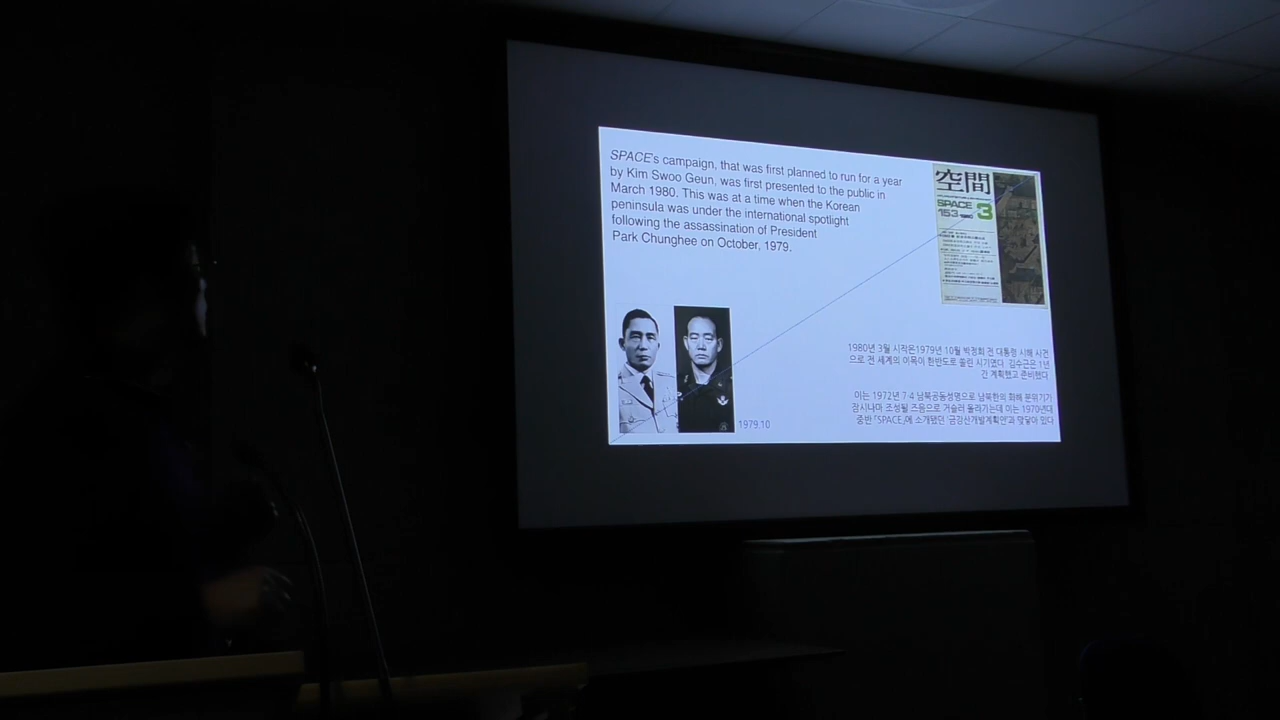 SPACE's campaign, that was first planned to run for a year
by Kim Swoo Geun, was first presented to the public in
March 1980. This was at a time when the Korean
peninsula was under the international spotlight
following the assassination of President
Park Chunghee on October, 1979.
空間
SPACE
153 1980 3
1979.10
1980년 3월 시작은1979년 10월 박정희 전 대통령 시해 사건
으로 전 세계의 이목이 한반도로 쏠린 시기였다. 김수근은 1년
간 계획했고 준비했다.
이는 1972년 7·4 남북공동성명으로 남북한의 화해 분위기가
잠시나마 조성될 즈음으로 거슬러 올라가는데 이는 1970년대
중반 「SPACE」에 소개됐던 '금강산개발계획안'과 맞닿아 있다